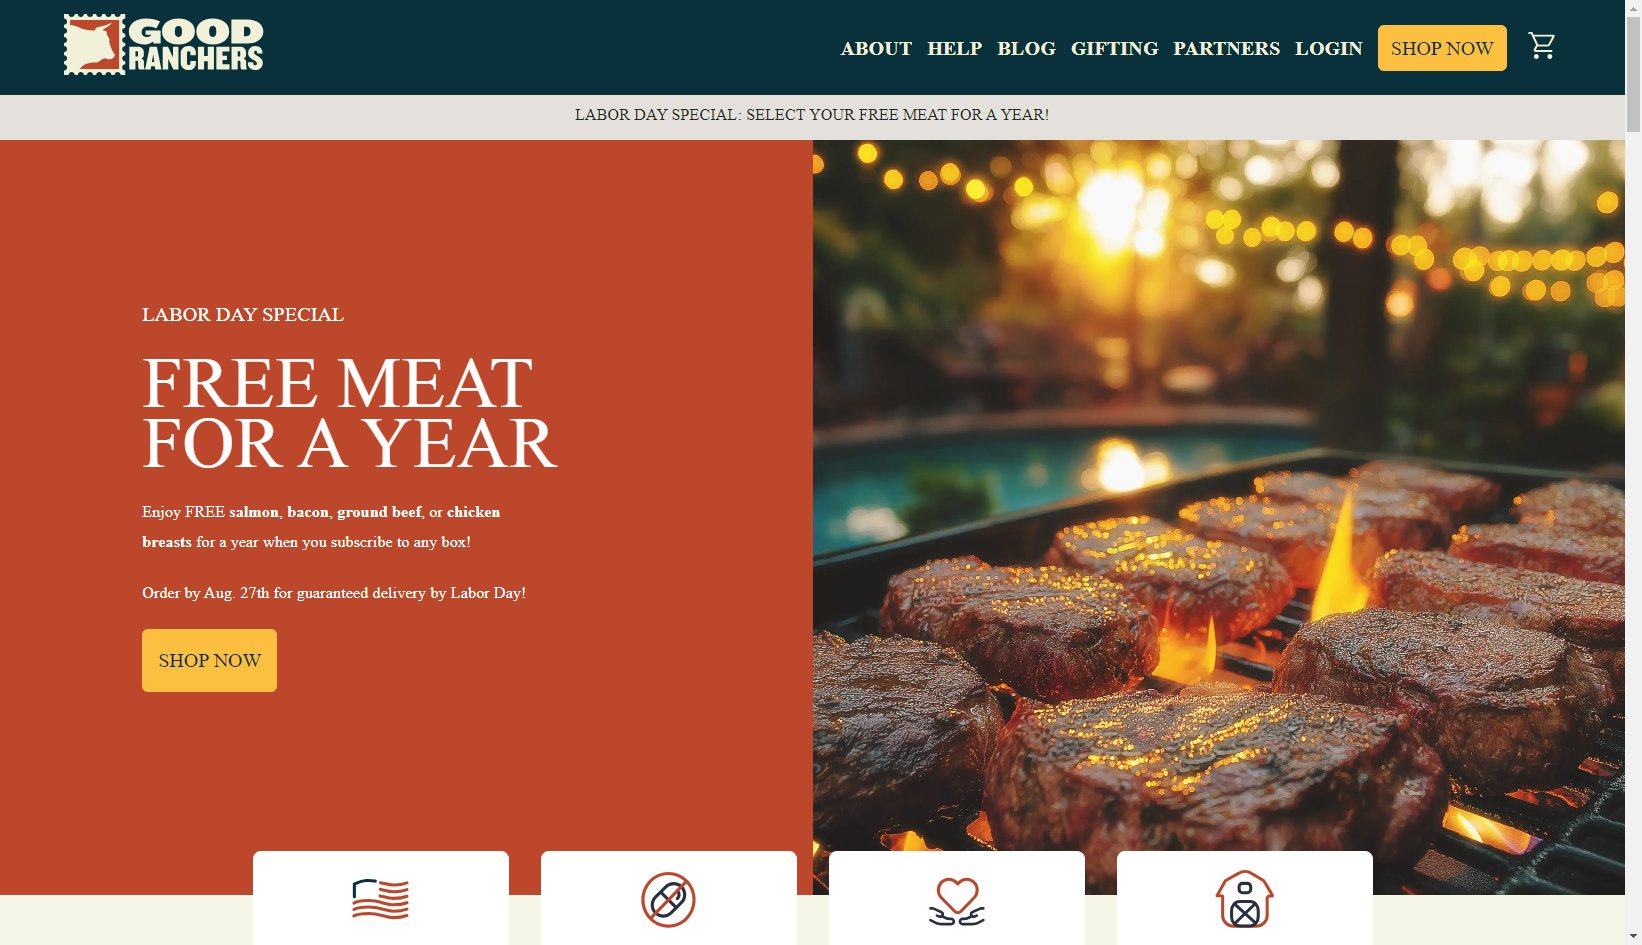 GOOD
RANCHERS
ABOUT HELP BLOG GIFTING PARTNERS LOGIN SHOP NOW
LABOR DAY SPECIAL: SELECT YOUR FREE MEAT FOR A YEAR!
LABOR DAY SPECIAL
FREE MEAT
FOR A YEAR
Enjoy FREE salmon, bacon, ground beef, or chicken
breasts for a year when you subscribe to any box!
Order by Aug. 27th for guaranteed delivery by Labor Day!
SHOP NOW